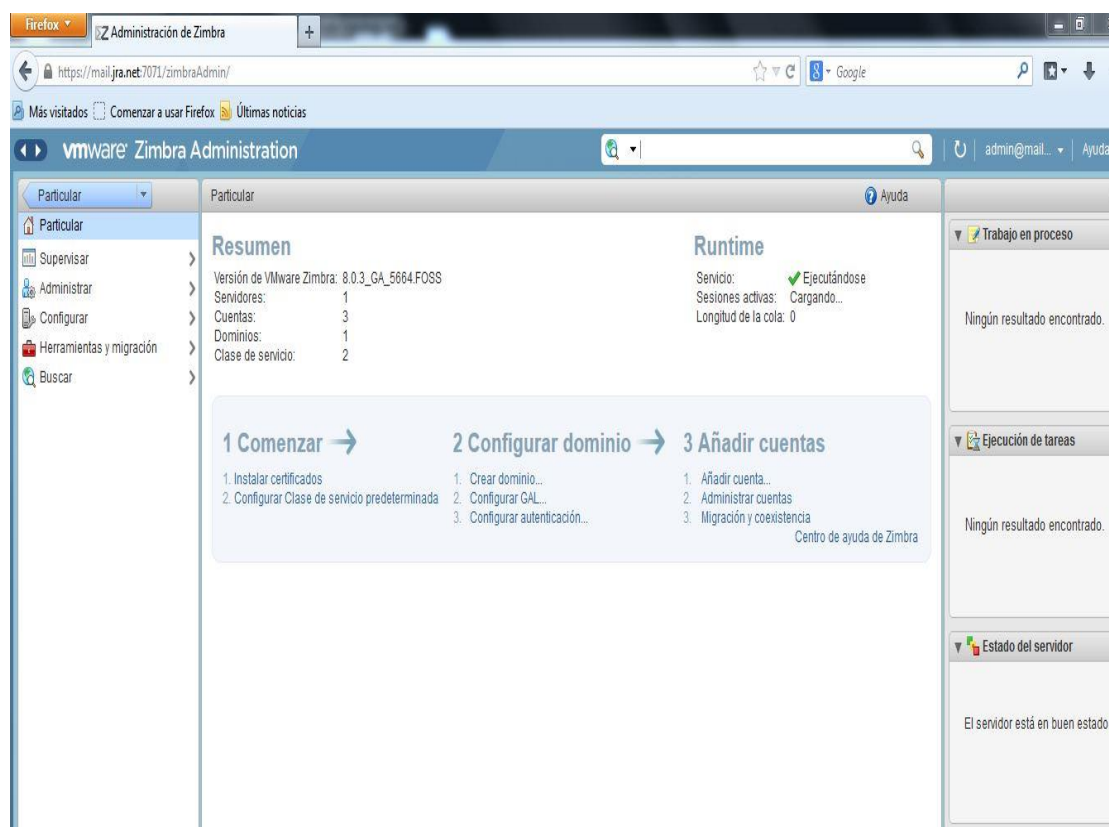 Firefox
Administración de Zimbra
+
https://mail.jra.net:7071/zimbraAdmin/
8 Google
Más visitados Comenzar a usar Firefox Últimas noticias
vmware Zimbra Administration
admin@mail... Ayuda
Particular
Particular
Supervisar
Administrar
Configurar
Herramientas y migración
Buscar
Particular
Ayuda
Resumen
Versión de VMware Zimbra: 8.0.3_GA_5664.FOSS
Servidores: 1
Cuentas: 3
Dominios: 1
Clase de servicio: 2
Runtime
Servicio: Ejecutándose
Sesiones activas: Cargando...
Longitud de la cola: 0
1 Comenzar
1. Instalar certificados
2. Configurar Clase de servicio predeterminada
2 Configurar dominio
1. Crear dominio...
2. Configurar GAL...
3. Configurar autenticación...
3 Añadir cuentas
1. Añadir cuenta...
2. Administrar cuentas
3. Migración y coexistencia
Centro de ayuda de Zimbra
Trabajo en proceso
Ningún resultado encontrado.
Ejecución de tareas
Ningún resultado encontrado.
Estado del servidor
El servidor está en buen estado